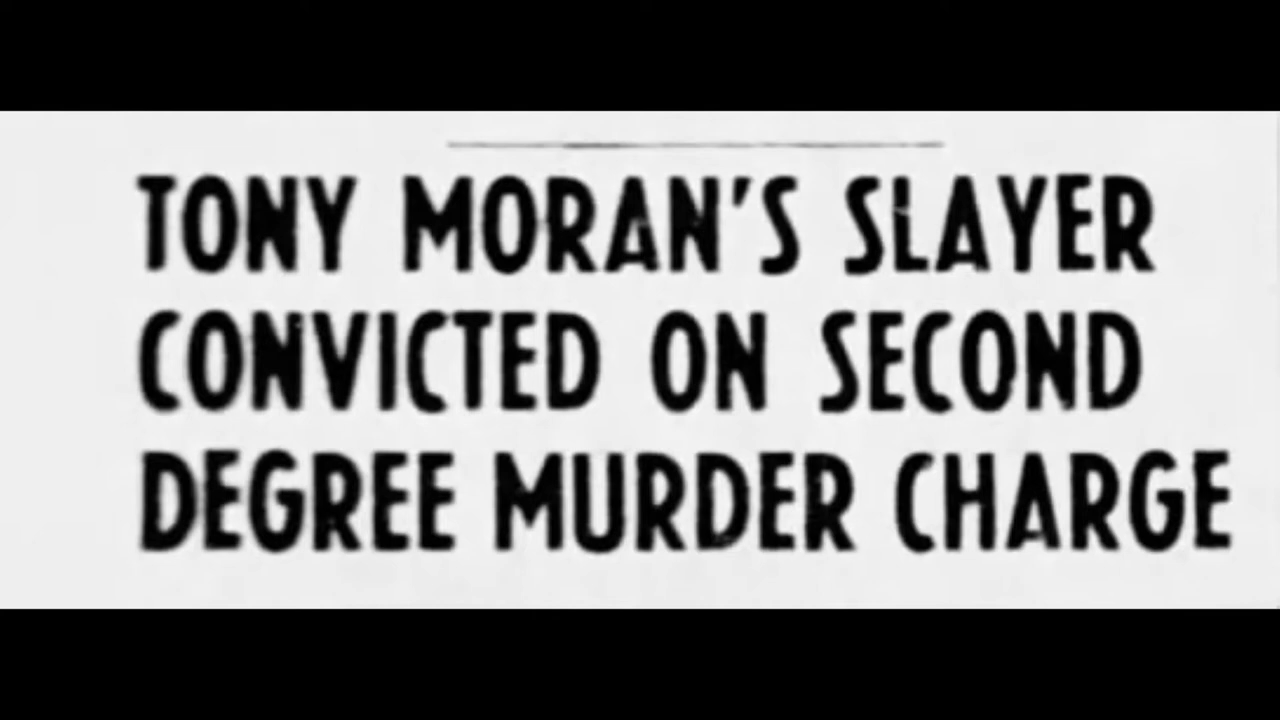 TONY MORAN'S SLAYER
CONVICTED ON SECOND
DEGREE MURDER CHARGE